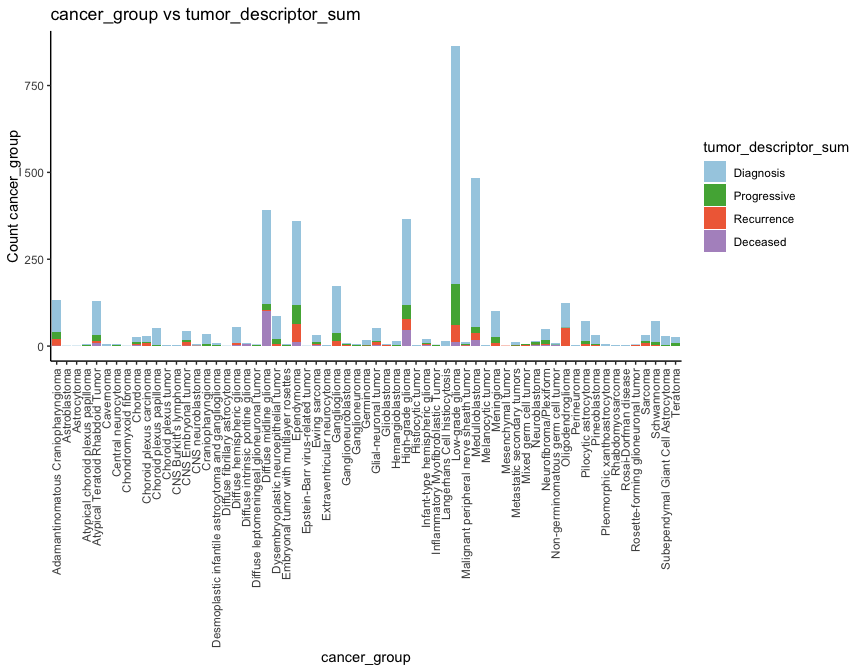 cancer_group vs tumor_descriptor_sum
Count cancer_group
750
500
250
0
tumor_descriptor_sum
Diagnosis
Progressive
Recurrence
Deceased
Adamantinomatous Craniopharyngioma
Astroblastoma
Astrocytoma
Atypical choroid plexus papilloma
Atypical Teratoid Rhabdoid Tumor
Cavernoma
Central neurocytoma
Chondromyxoid fibroma
Chordoma
Choroid plexus carcinoma
Choroid plexus papilloma
Choroid plexus tumor
CNS Burkitt's lymphoma
CNS Embryonal tumor
CNS neuroblastoma
Craniopharyngioma
Desmoplastic infantile astrocytoma and ganglioglioma
Diffuse fibrillary astrocytoma
Diffuse hemispheric glioma
Diffuse intrinsic pontine glioma
Diffuse leptomeningeal glioneuronal tumor
Diffuse midline glioma
Dysembryoplastic neuroepithelial tumor
Embryonal tumor with multilayer rosettes
Ependymoma
Epstein-Barr virus-related tumor
Ewing sarcoma
Extraventricular neurocytoma
Ganglioglioma
Ganglioneuroblastoma
Ganglioneuroma
Germinoma
Glial-neuronal tumor
Glioblastoma
Hemangioblastoma
High-grade glioma
Histiocytic tumor
Infant-type hemispheric glioma
Inflammatory Myofibroblastic Tumor
Langerhans Cell histiocytosis
Low-grade glioma
Malignant peripheral nerve sheath tumor
Medulloblastoma
Melanocytic tumor
Meningioma
Mesenchymal tumor
Metastatic secondary tumors
Mixed germ cell tumor
Neuroblastoma
Neurofibroma/Plexiform
Non-germinomatous germ cell tumor
Oligodendroglioma
Perineuroma
Pilocytic astrocytoma
Pineoblastoma
Pleomorphic xanthoastrocytoma
Rhabdomyosarcoma
Rosai-Dorfman disease
Rosette-forming glioneuronal tumor
Sarcoma
Schwannoma
Subependymal Giant Cell Astrocytoma
Teratoma
cancer_group